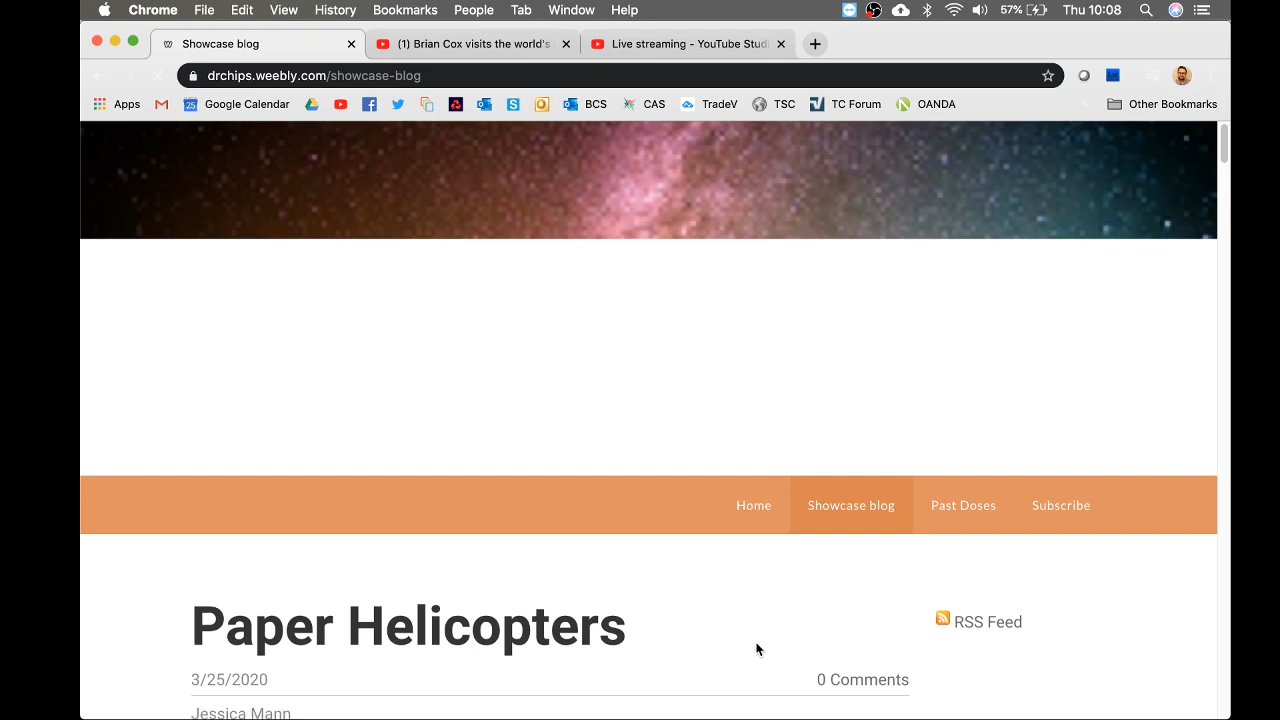 Chrome File Edit View History Bookmarks People Tab Window Help 57% Thu 10:08
Showcase blog (1) Brian Cox visits the world's Live streaming - YouTube Stud
drchips.weebly.com/showcase-blog
Apps 25 Google Calendar BCS CAS TradeV TSC TC Forum OANDA Other Bookmarks
Home Showcase blog Past Doses Subscribe
Paper Helicopters
RSS Feed
3/25/2020 0 Comments
Jessica Mann